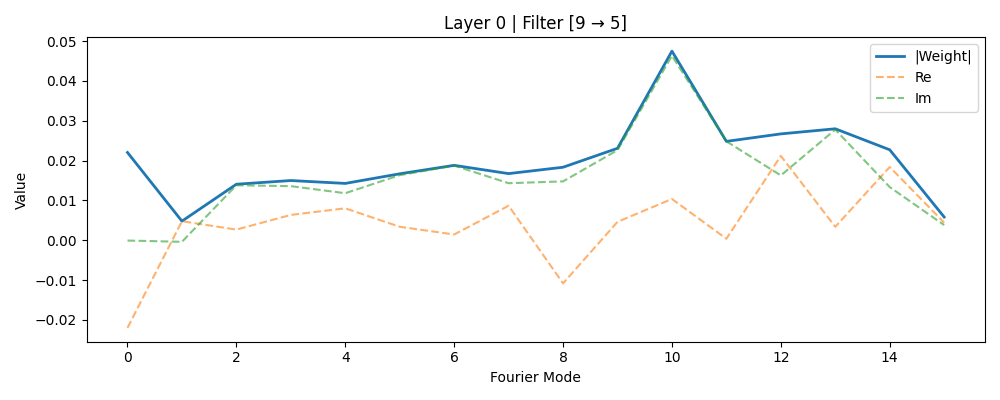 Layer 0 | Filter [9 → 5]
0.05
0.04
0.03
0.02
0.01
0.00
−0.01
−0.02
Value
|Weight|
Re
Im
0 2 4 6 8 10 12 14
Fourier Mode